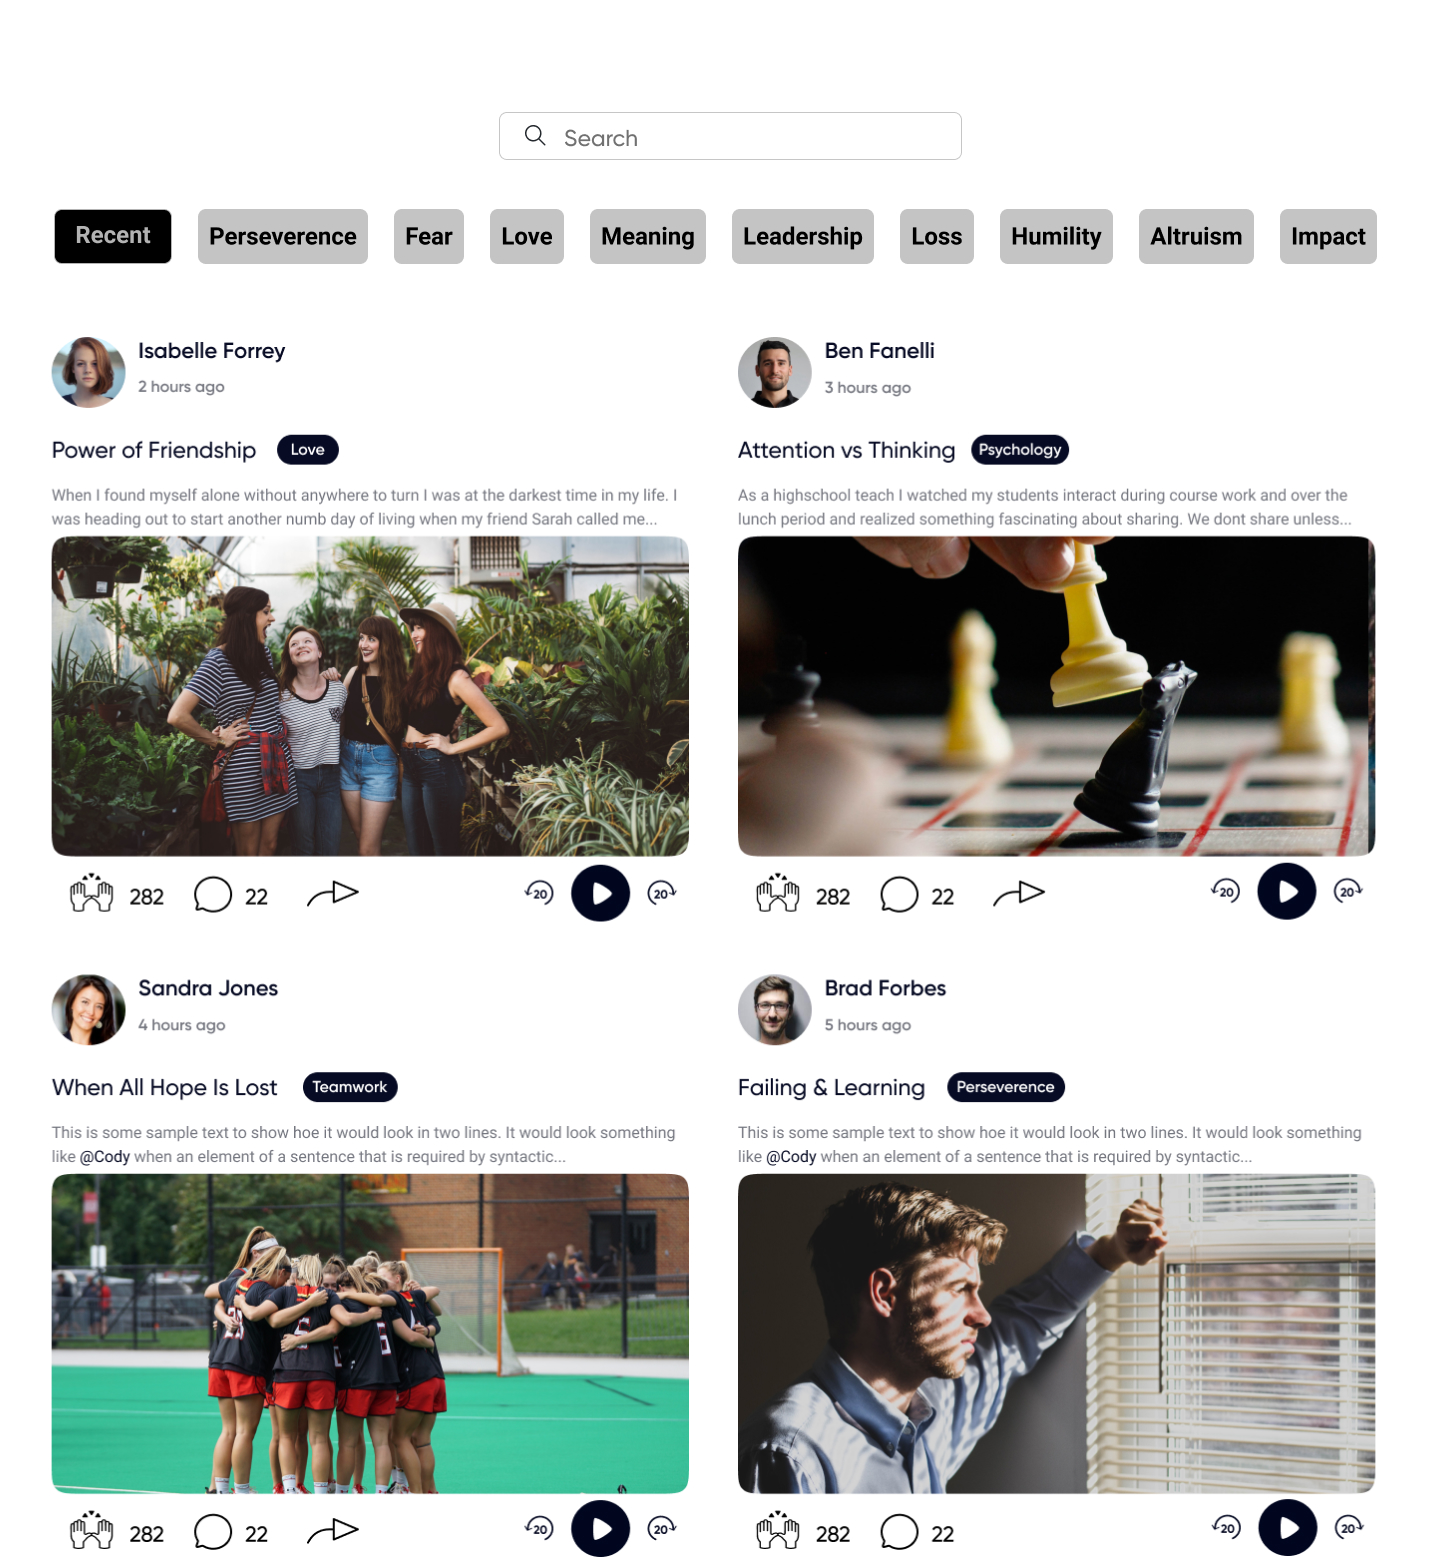 Search
Recent Perseverence Fear Love Meaning Leadership Loss Humility Altruism Impact
Isabelle Forrey
2 hours ago
Power of Friendship Love
When I found myself alone without anywhere to turn I was at the darkest time in my life. I
was heading out to start another numb day of living when my friend Sarah called me...
282 22 20 20
Ben Fanelli
3 hours ago
Attention vs Thinking Psychology
As a highschool teach I watched my students interact during course work and over the
lunch period and realized something fascinating about sharing. We dont share unless...
282 22 20 20
Sandra Jones
4 hours ago
When All Hope Is Lost Teamwork
This is some sample text to show hoe it would look in two lines. It would look something
like @Cody when an element of a sentence that is required by syntactic...
282 22 20 20
Brad Forbes
5 hours ago
Failing & Learning Perseverence
This is some sample text to show hoe it would look in two lines. It would look something
like @Cody when an element of a sentence that is required by syntactic...
282 22 20 20